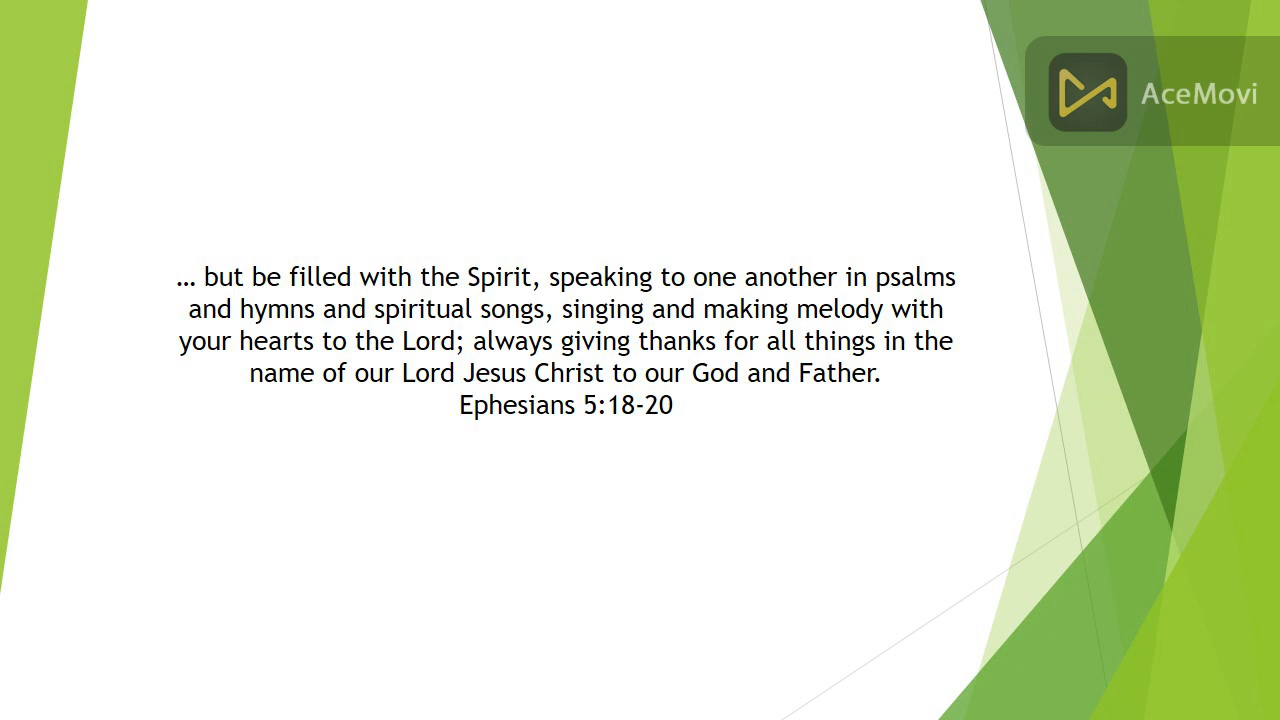 AceMovi
… but be filled with the Spirit, speaking to one another in psalms
and hymns and spiritual songs, singing and making melody with
your hearts to the Lord; always giving thanks for all things in the
name of our Lord Jesus Christ to our God and Father.
Ephesians 5:18-20